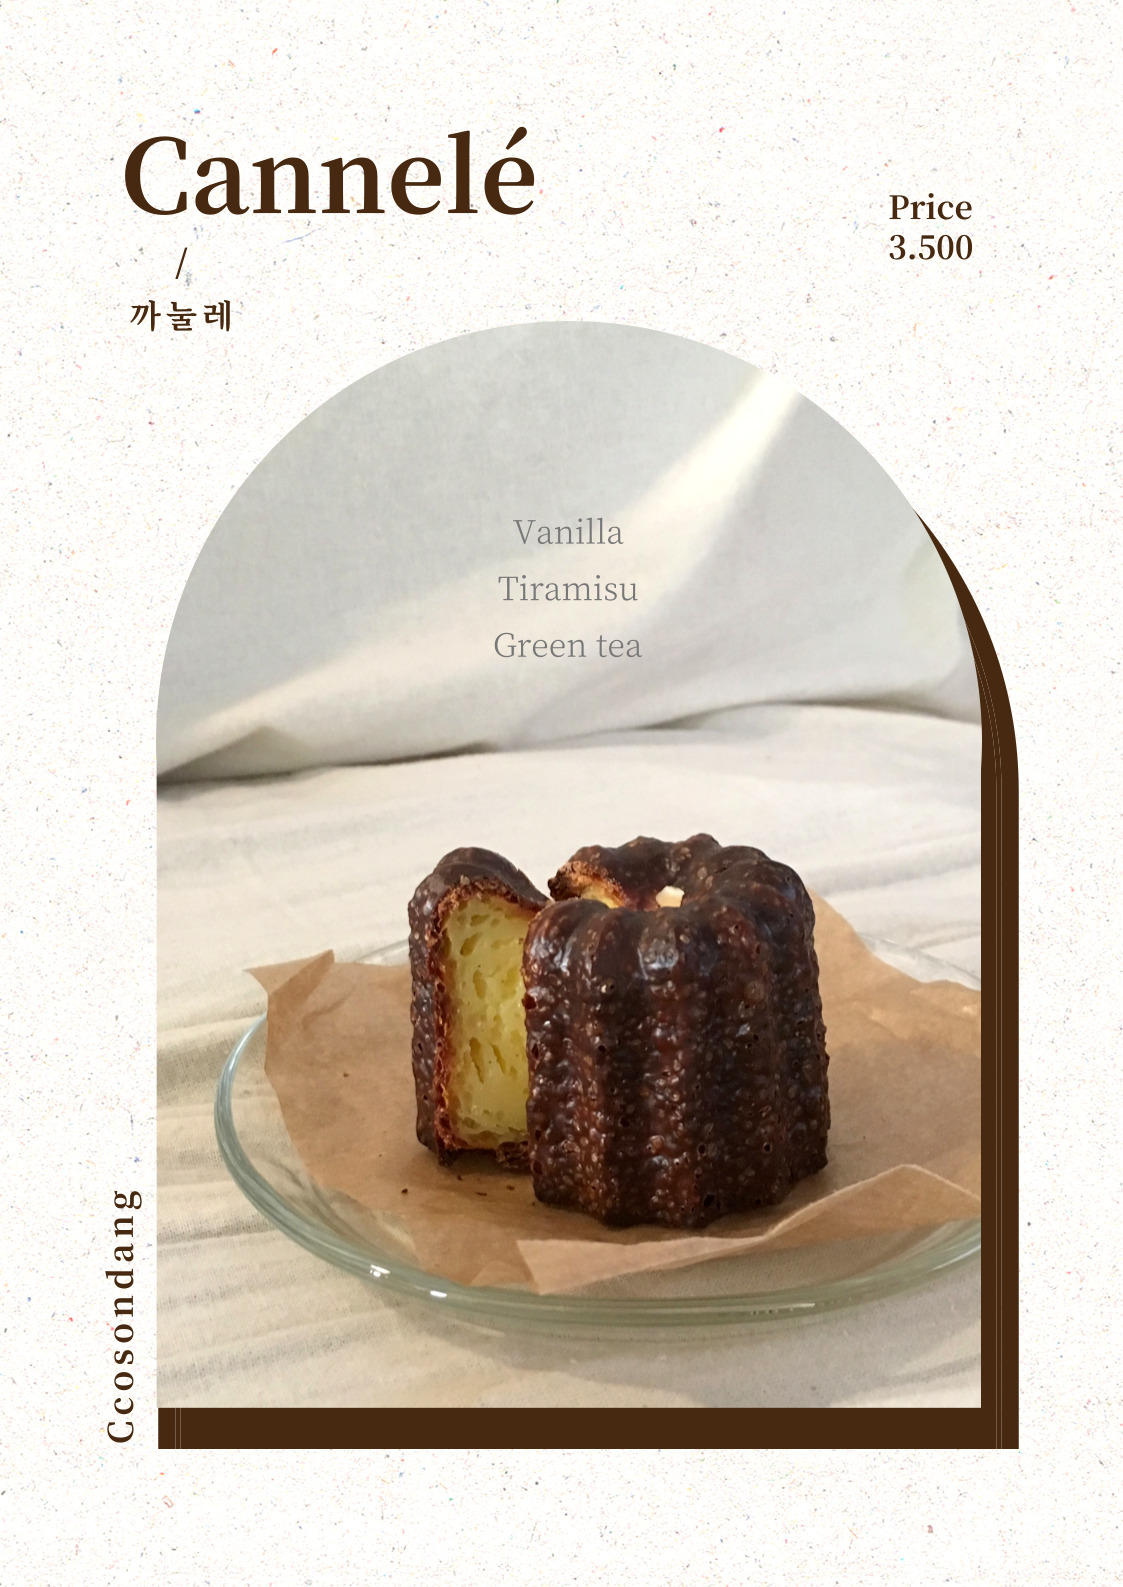 Cannelé
/
까눌레
Price
3.500
Vanilla
Tiramisu
Green tea
Ccosondang